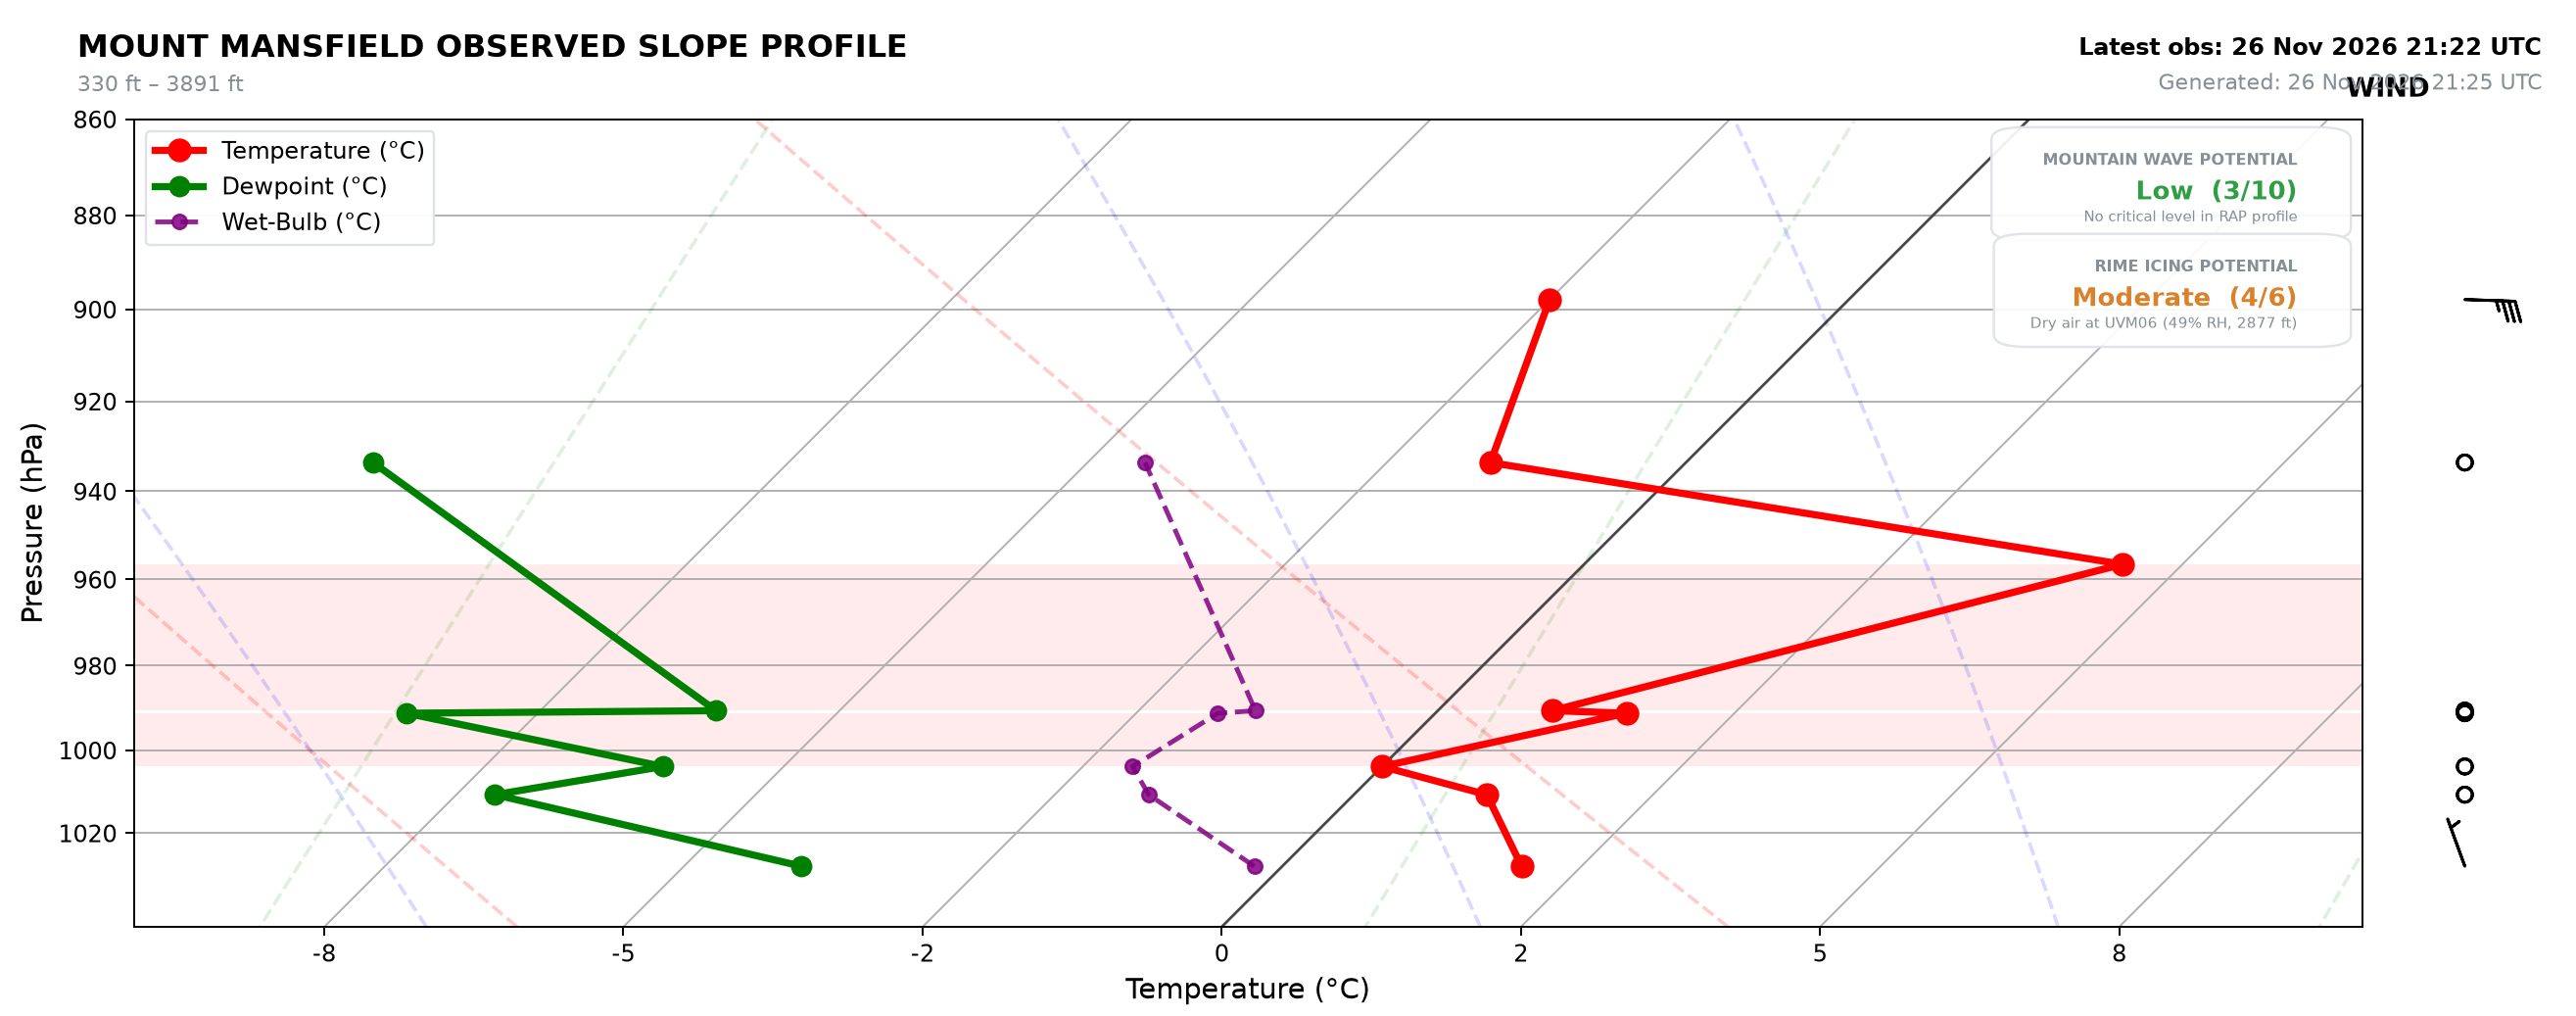 MOUNT MANSFIELD OBSERVED SLOPE PROFILE
330 ft – 3891 ft
Latest obs: 26 Nov 2026 21:22 UTC
Generated: 26 Nov 2026 21:25 UTC
WIND
Temperature (°C)
Dewpoint (°C)
Wet-Bulb (°C)
MOUNTAIN WAVE POTENTIAL
Low (3/10)
No critical level in RAP profile
RIME ICING POTENTIAL
Moderate (4/6)
Dry air at UVM06 (49% RH, 2877 ft)
Pressure (hPa)
860
880
900
920
940
960
980
1000
1020
-8 -5 -2 0 2 5 8
Temperature (°C)